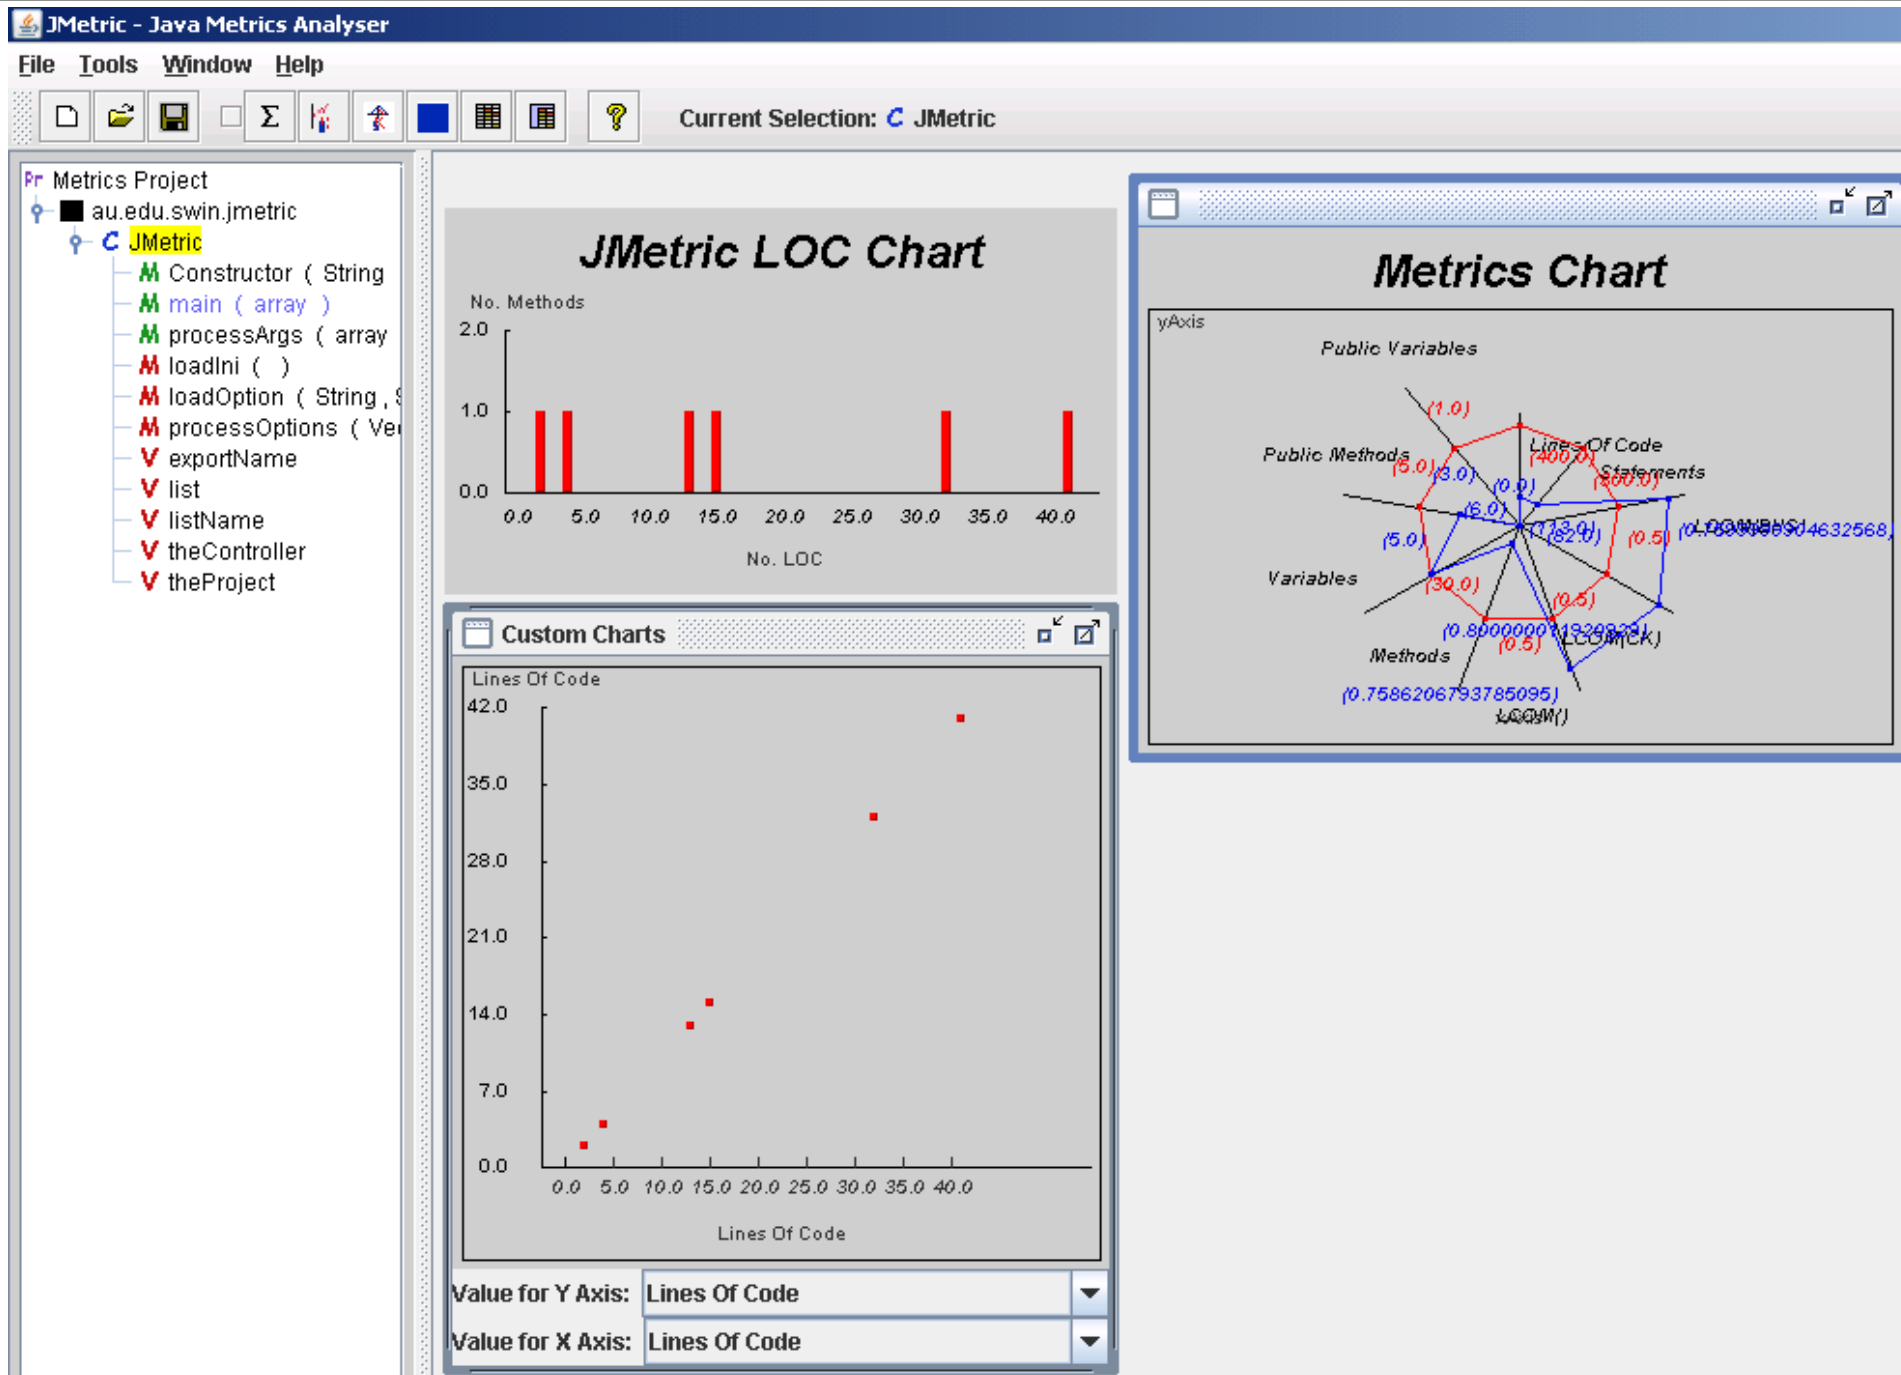 JMetric - Java Metrics Analyser
File Tools Window Help
Σ ? Current Selection: C JMetric
Pr Metrics Project
au.edu.swin.jmetric
C JMetric
M Constructor ( String
M main ( array )
M processArgs ( array
M loadIni ( )
M loadOption ( String , S
M processOptions ( Vec
V exportName
V list
V listName
V theController
V theProject
JMetric LOC Chart
No. Methods
2.0
1.0
0.0
0.0 5.0 10.0 15.0 20.0 25.0 30.0 35.0 40.0
No. LOC
Custom Charts
Lines Of Code
42.0
35.0
28.0
21.0
14.0
7.0
0.0
0.0 5.0 10.0 15.0 20.0 25.0 30.0 35.0 40.0
Lines Of Code
Value for Y Axis: Lines Of Code
Value for X Axis: Lines Of Code
Metrics Chart
yAxis
Public Variables
(1.0)
Lines Of Code
(400.0)
Public Methods
(5.0)
(3.0)
(0.0)
Statements
(6.0)
(113.0)
(82.0)
(5.0)
(0.5)
Variables
(30.0)
(0.5)
LCOM(CK)
(0.5)
Methods
(0.7586206793785095)
LCOM()